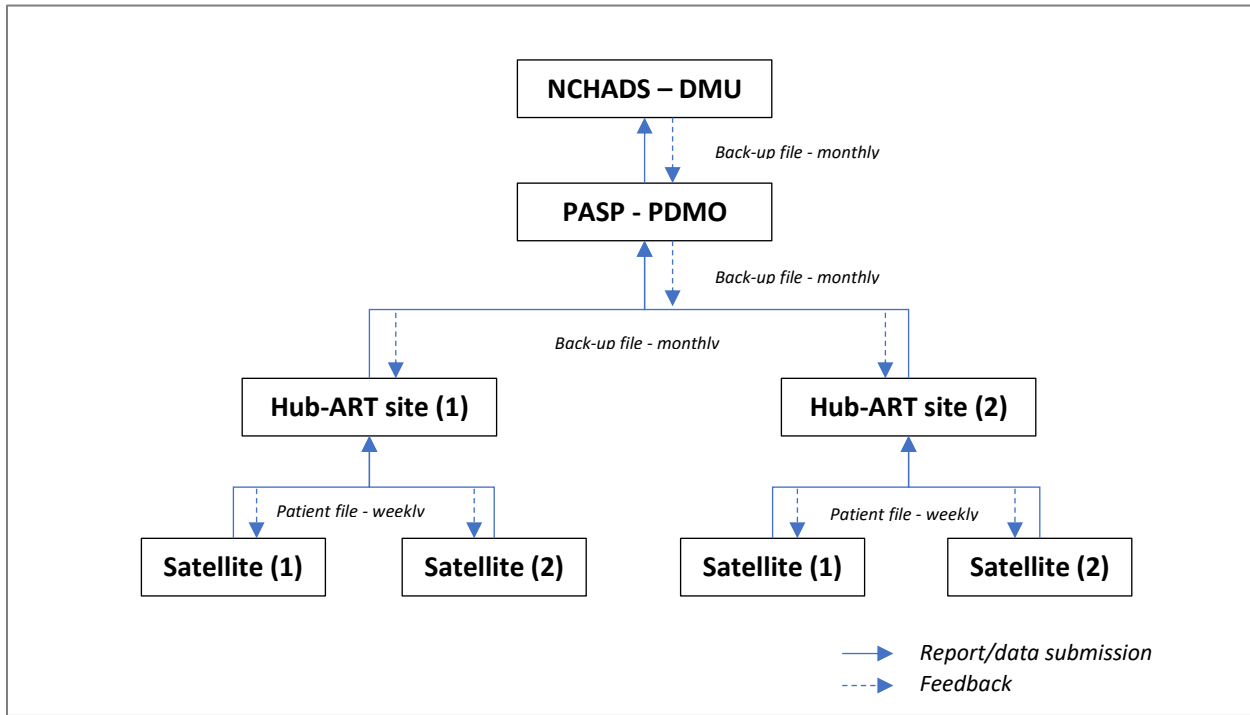 NCHADS – DMU
Back-up file - monthly
PASP - PDMO
Back-up file - monthly
Back-up file - monthly
Hub-ART site (1)
Hub-ART site (2)
Patient file - weekly
Patient file - weekly
Satellite (1)
Satellite (2)
Satellite (1)
Satellite (2)
Report/data submission
Feedback